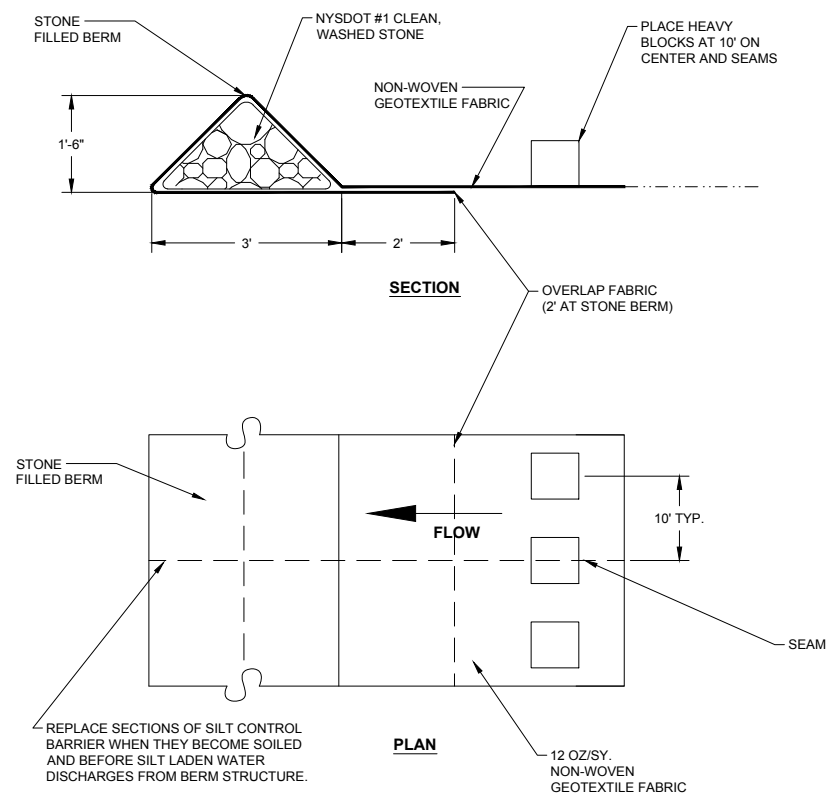 STONE
FILLED BERM
NYSDOT #1 CLEAN,
WASHED STONE
PLACE HEAVY
BLOCKS AT 10' ON
CENTER AND SEAMS
NON-WOVEN
GEOTEXTILE FABRIC
1'-6"
3'
2'
SECTION
OVERLAP FABRIC
(2' AT STONE BERM)
STONE
FILLED BERM
FLOW
10' TYP.
SEAM
REPLACE SECTIONS OF SILT CONTROL
BARRIER WHEN THEY BECOME SOILED
AND BEFORE SILT LADEN WATER
DISCHARGES FROM BERM STRUCTURE.
PLAN
12 OZ/SY.
NON-WOVEN
GEOTEXTILE FABRIC